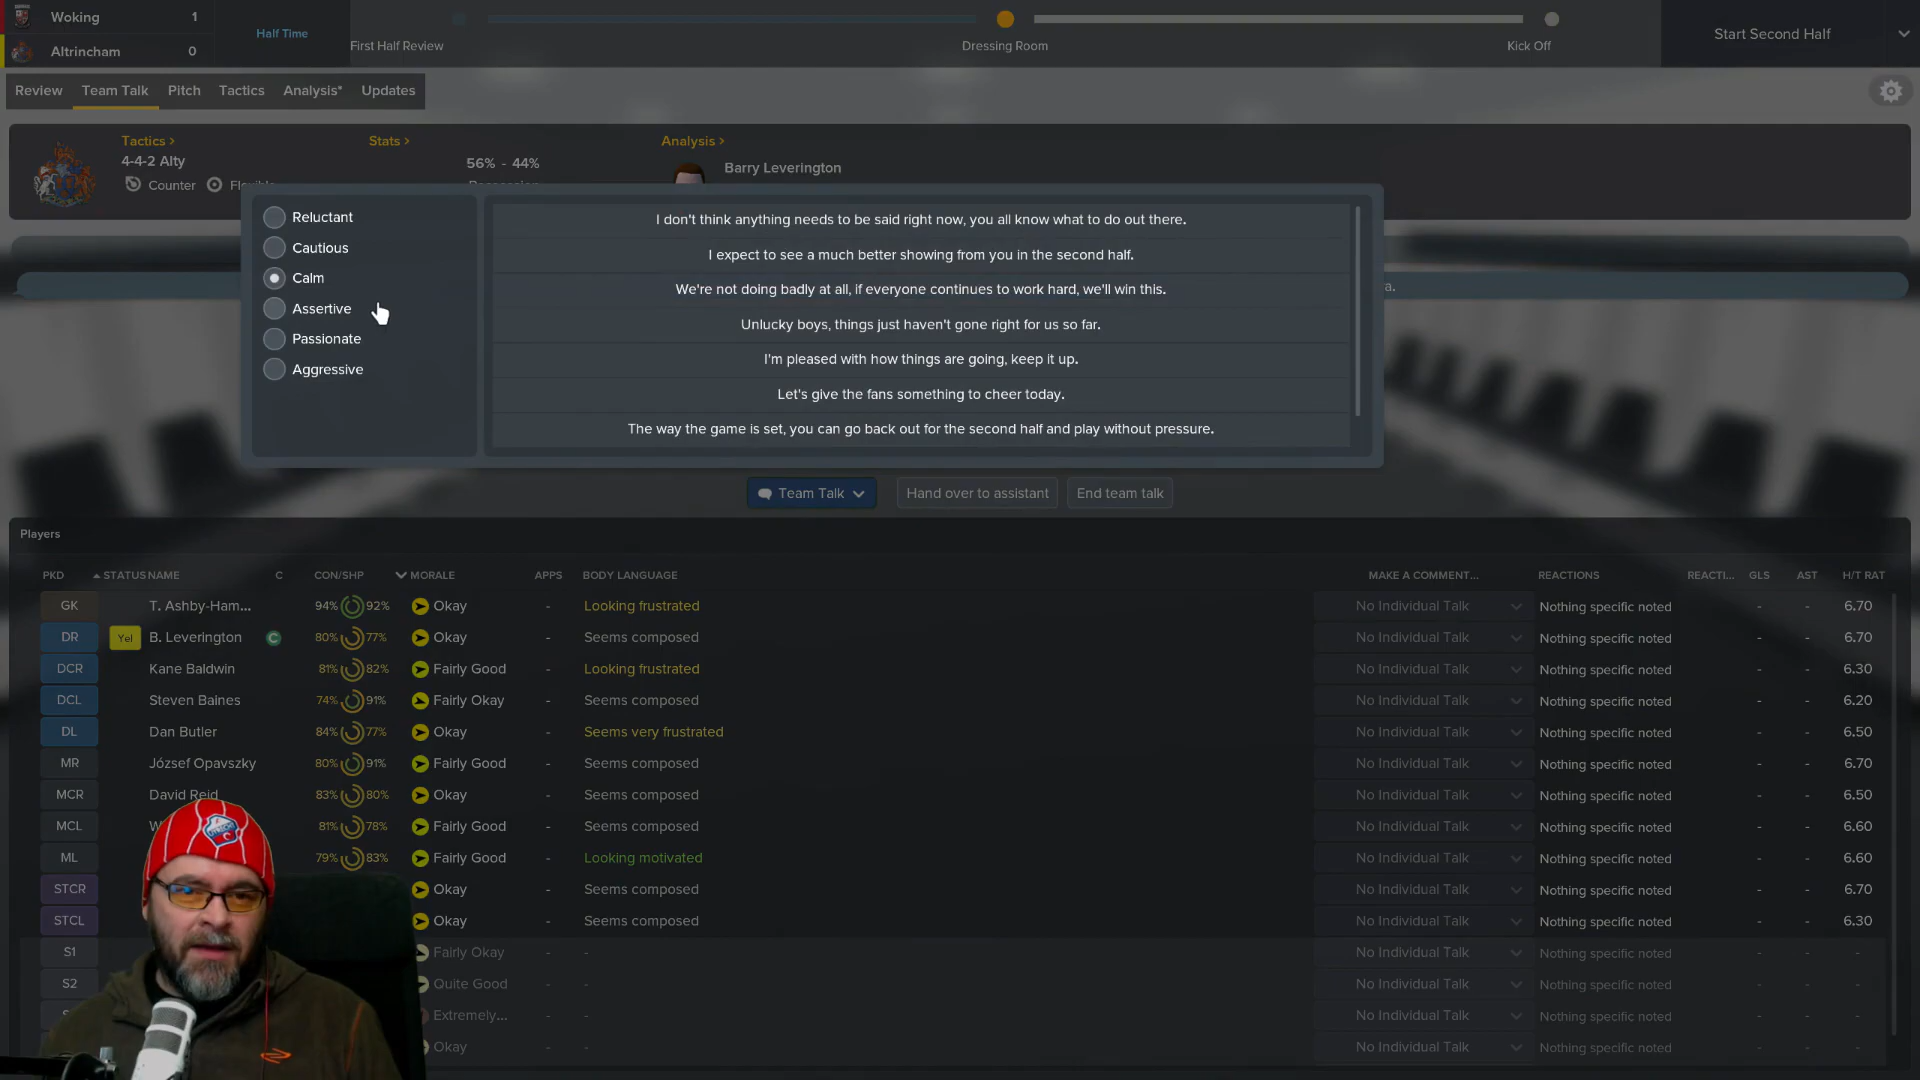 Woking 1
Altrincham 0
Half Time
First Half Review
Dressing Room
Kick Off
Start Second Half
Review Team Talk Pitch Tactics Analysis* Updates
Tactics >
4-4-2 Alty
Counter
Stats >
56% - 44%
Analysis >
Barry Leverington
Reluctant
Cautious
Calm
Assertive
Passionate
Aggressive
I don't think anything needs to be said right now, you all know what to do out there.
I expect to see a much better showing from you in the second half.
We're not doing badly at all, if everyone continues to work hard, we'll win this.
Unlucky boys, things just haven't gone right for us so far.
I'm pleased with how things are going, keep it up.
Let's give the fans something to cheer today.
The way the game is set, you can go back out for the second half and play without pressure.
Team Talk
Hand over to assistant
End team talk
Players
PKD STATUS NAME C CON/SHP MORALE APPS BODY LANGUAGE MAKE A COMMENT... REACTIONS REACTI... GLS AST H/T RAT
GK T. Ashby-Ham... 94% 92% Okay - Looking frustrated No Individual Talk Nothing specific noted - - 6.70
DR Yel B. Leverington C 80% 77% Okay - Seems composed No Individual Talk Nothing specific noted - - 6.70
DCR Kane Baldwin 81% 82% Fairly Good - Looking frustrated No Individual Talk Nothing specific noted - - 6.30
DCL Steven Baines 74% 91% Fairly Okay - Seems composed No Individual Talk Nothing specific noted - - 6.20
DL Dan Butler 84% 77% Okay - Seems very frustrated No Individual Talk Nothing specific noted - - 6.50
MR József Opavszky 80% 91% Fairly Good - Seems composed No Individual Talk Nothing specific noted - - 6.70
MCR David Reid 83% 80% Okay - Seems composed No Individual Talk Nothing specific noted - - 6.50
MCL 81% 78% Fairly Good - Seems composed No Individual Talk Nothing specific noted - - 6.60
ML 79% 83% Fairly Good - Looking motivated No Individual Talk Nothing specific noted - - 6.60
STCR Okay - Seems composed No Individual Talk Nothing specific noted - - 6.70
STCL Okay - Seems composed No Individual Talk Nothing specific noted - - 6.30
S1 Fairly Okay - - No Individual Talk Nothing specific noted - - -
S2 Quite Good - - No Individual Talk Nothing specific noted - - -
Extremely... - - No Individual Talk Nothing specific noted - - -
Okay - - No Individual Talk Nothing specific noted - - -